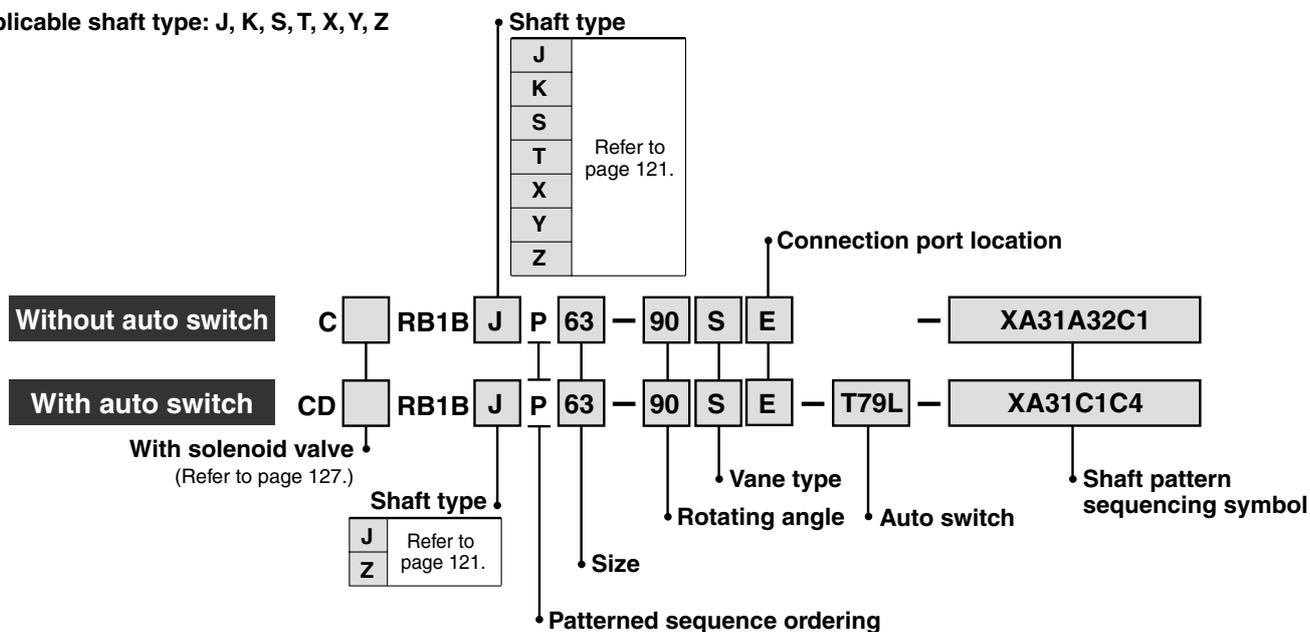 plicable shaft type: J, K, S, T, X, Y, Z
Shaft type
J
K
S
T
X
Y
Z
Refer to
page 121.
Connection port location
Without auto switch C RB1B J P 63 — 90 S E — XA31A32C1
With auto switch CD RB1B J P 63 — 90 S E — T79L — XA31C1C4
With solenoid valve
(Refer to page 127.)
Shaft type
J
Z
Refer to
page 121.
Vane type
Rotating angle
Auto switch
Shaft pattern
sequencing symbol
Size
Patterned sequence ordering